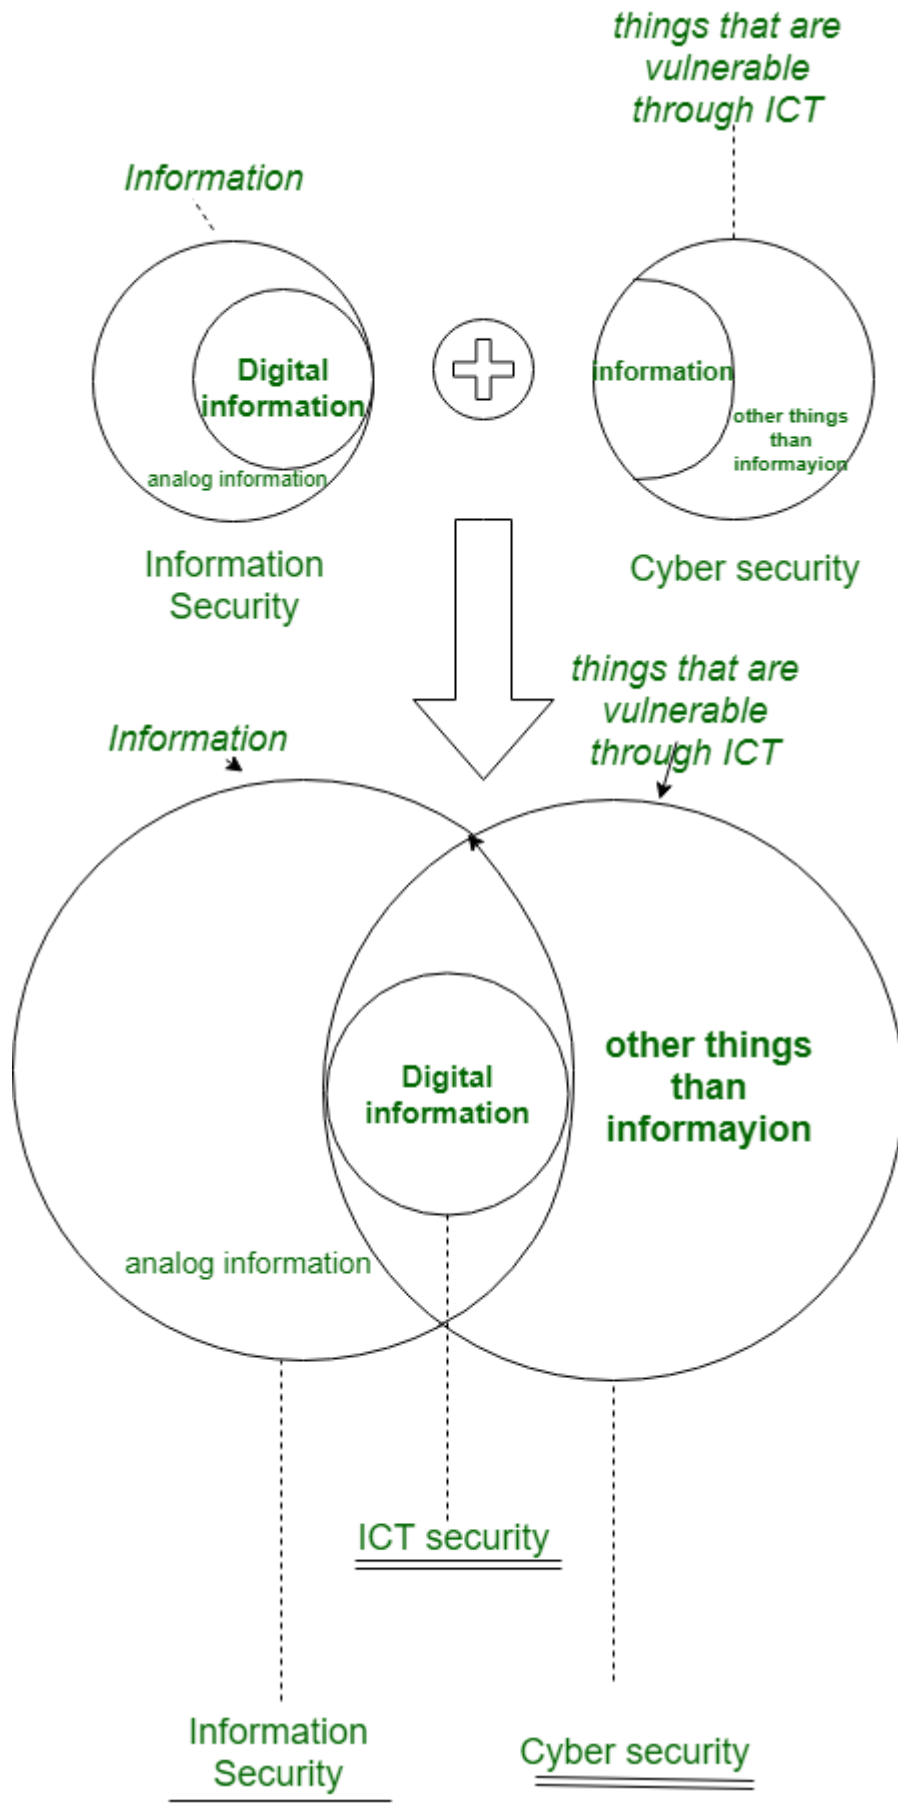 things that are
vulnerable
through ICT
Information
Digital
information
analog information
information
other things
than
informayion
Information
Security
Cyber security
things that are
vulnerable
through ICT
Information
other things
than
informayion
Digital
information
analog information
ICT security
Information
Security
Cyber security